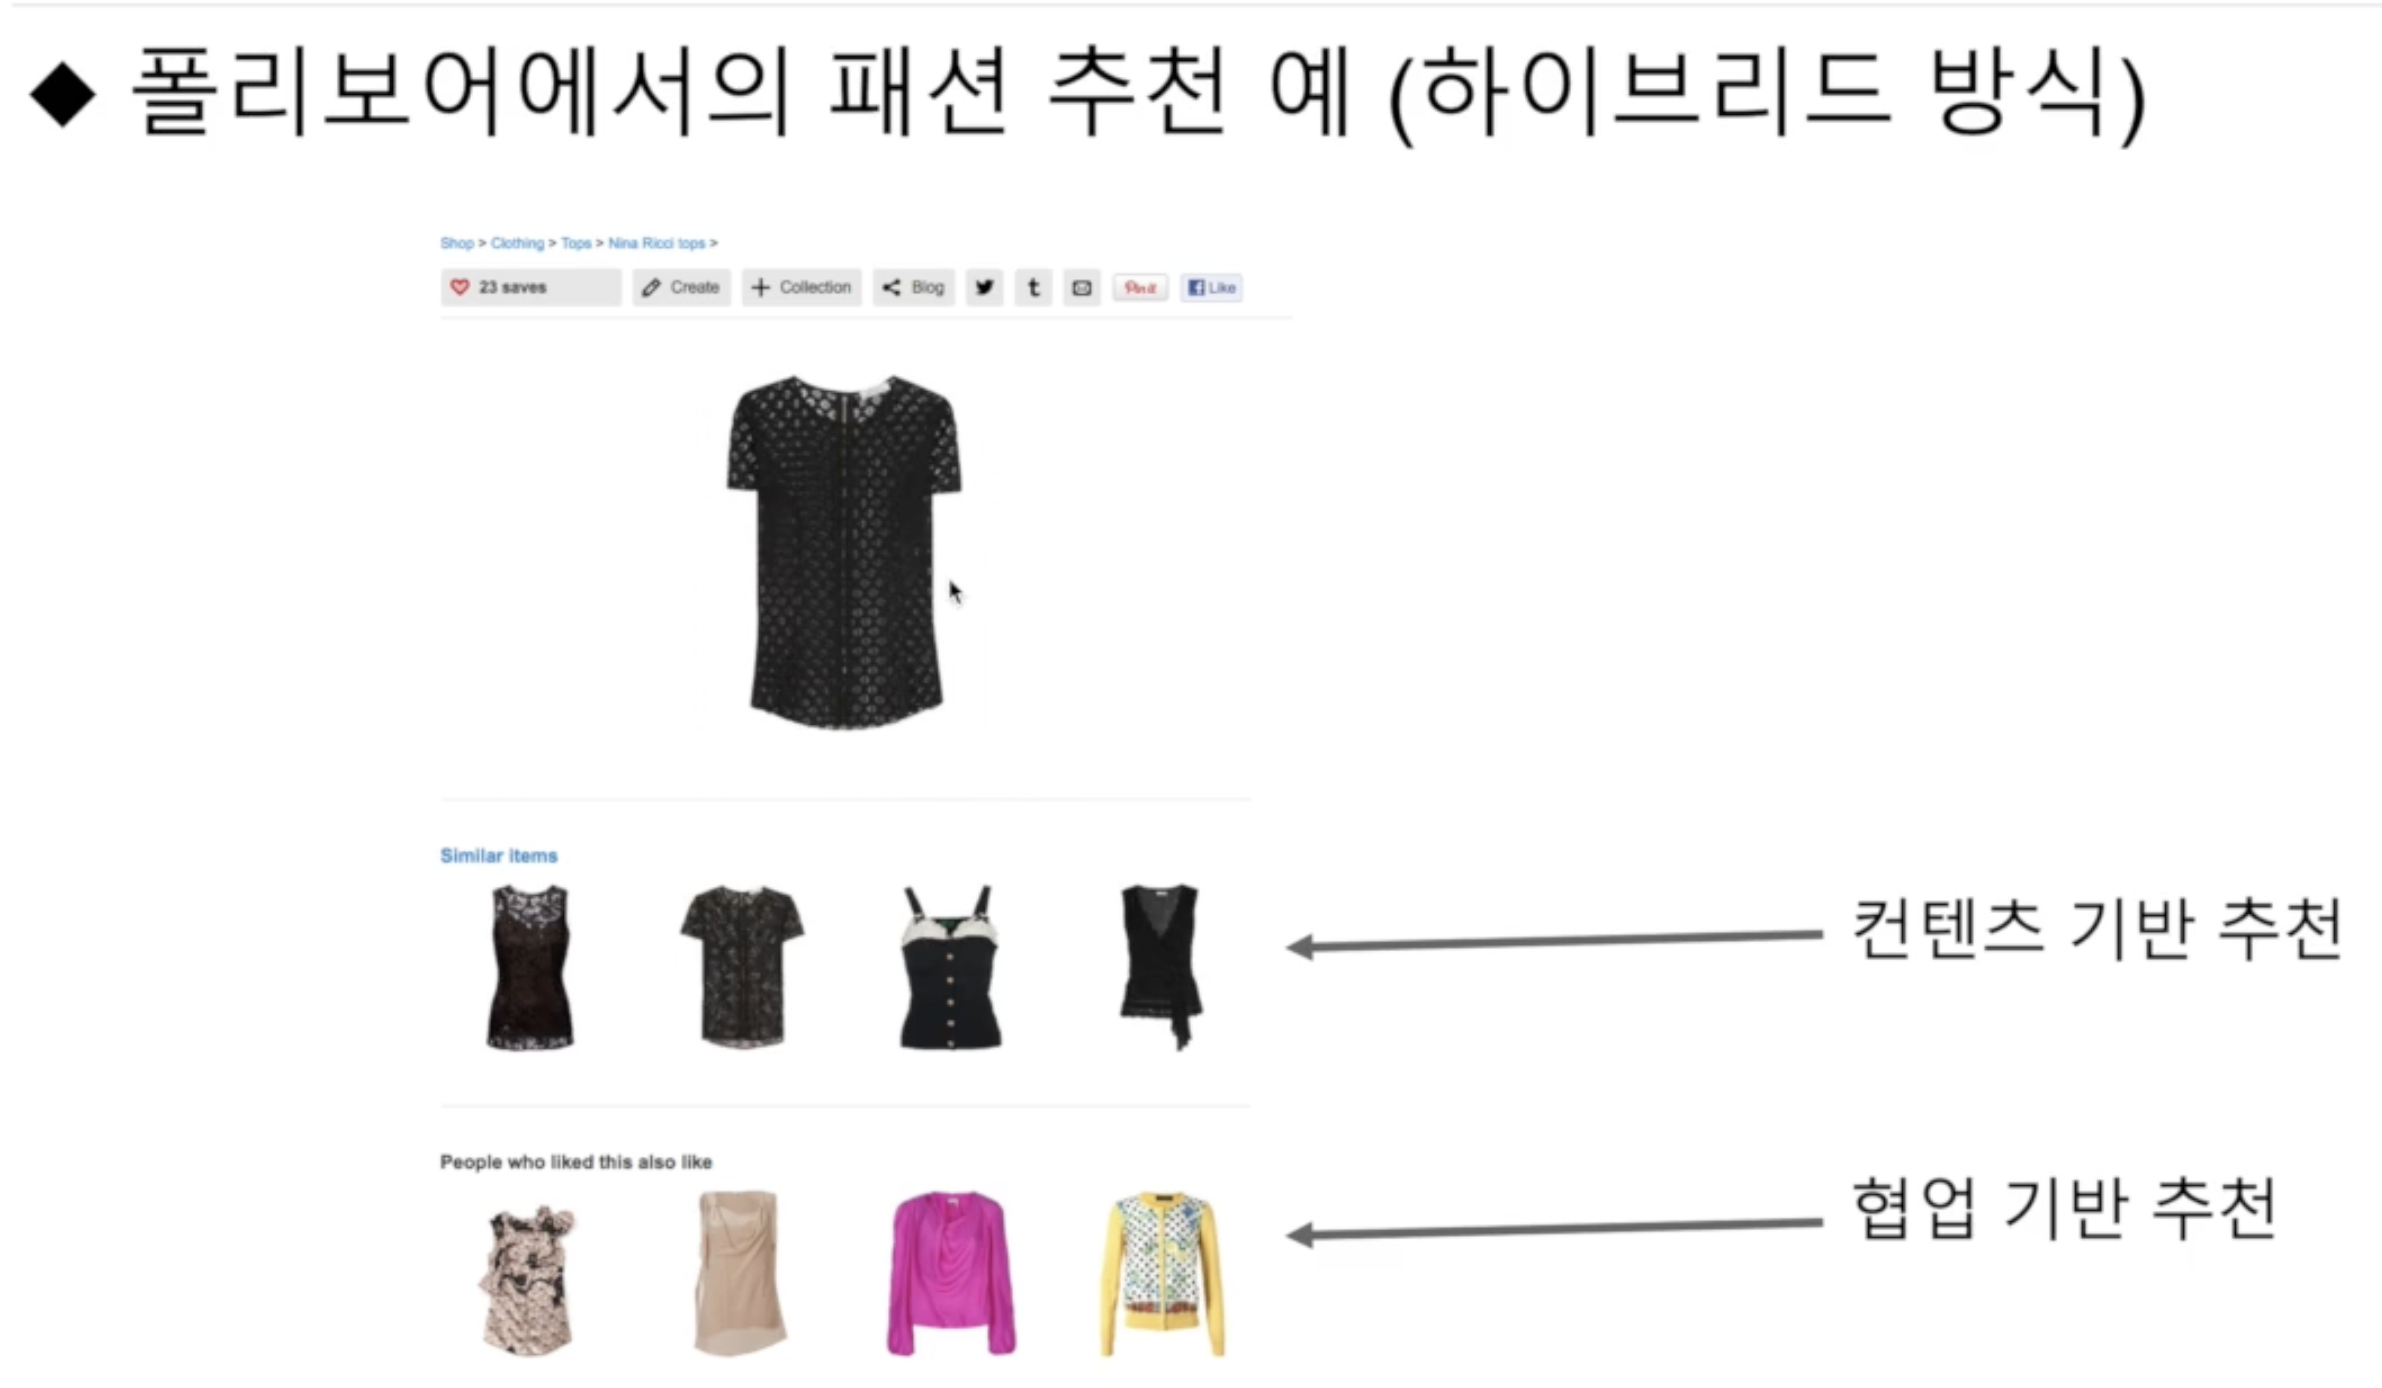 ◆ 폴리보어에서의 패션 추천 예 (하이브리드 방식)
Shop > Clothing > Tops > Nina Ricci tops >
23 saves Create Collection Blog t Pin it Like
Similar items
컨텐츠 기반 추천
People who liked this also like
협업 기반 추천